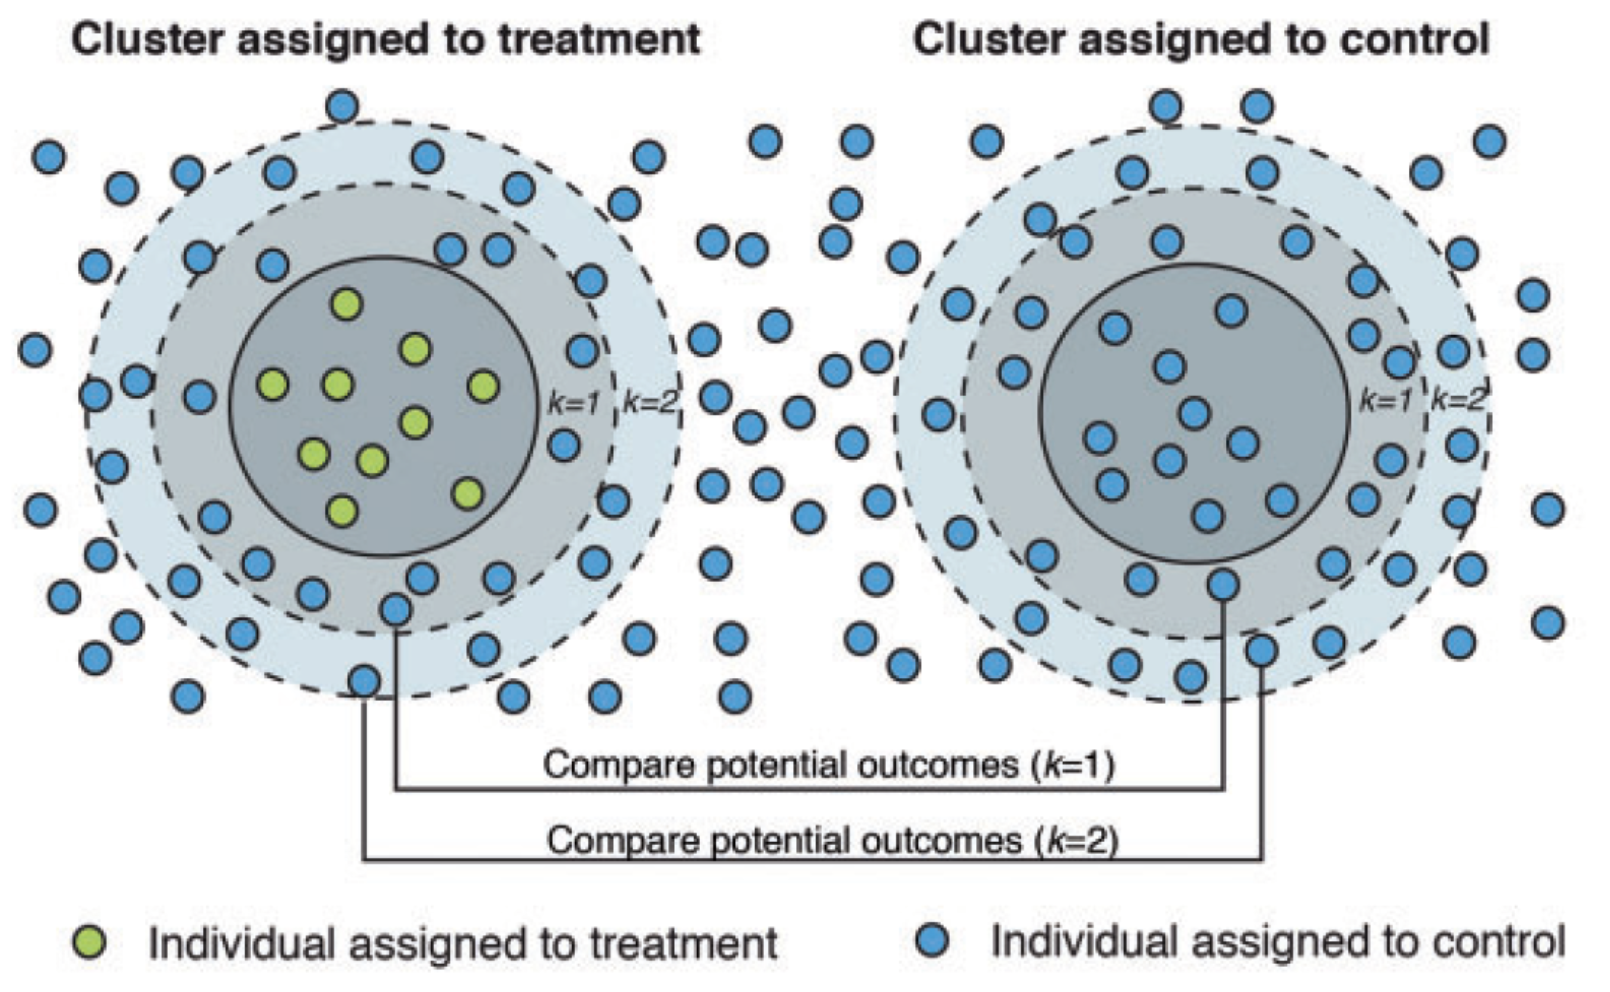 Cluster assigned to treatment
Cluster assigned to control
k=1
k=2
k=1
k=2
Compare potential outcomes (k=1)
Compare potential outcomes (k=2)
Individual assigned to treatment
Individual assigned to control